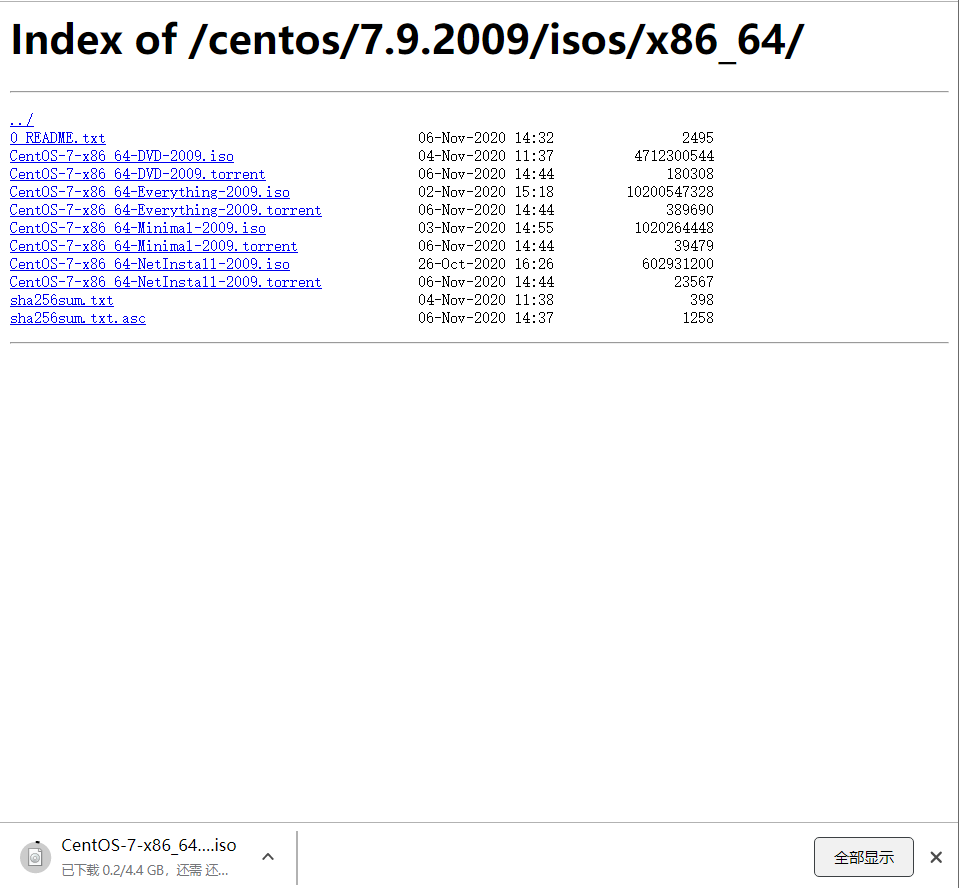 Index of /centos/7.9.2009/isos/x86_64/
../
0_README.txt 06-Nov-2020 14:32 2495
CentOS-7-x86_64-DVD-2009.iso 04-Nov-2020 11:37 4712300544
CentOS-7-x86_64-DVD-2009.torrent 06-Nov-2020 14:44 180308
CentOS-7-x86_64-Everything-2009.iso 02-Nov-2020 15:18 10200547328
CentOS-7-x86_64-Everything-2009.torrent 06-Nov-2020 14:44 389690
CentOS-7-x86_64-Minimal-2009.iso 03-Nov-2020 14:55 1020264448
CentOS-7-x86_64-Minimal-2009.torrent 06-Nov-2020 14:44 39479
CentOS-7-x86_64-NetInstall-2009.iso 26-Oct-2020 16:26 602931200
CentOS-7-x86_64-NetInstall-2009.torrent 06-Nov-2020 14:44 23567
sha256sum.txt 04-Nov-2020 11:38 398
sha256sum.txt.asc 06-Nov-2020 14:37 1258
CentOS-7-x86_64....iso
已下载 0.2/4.4 GB，还需 还...
全部显示